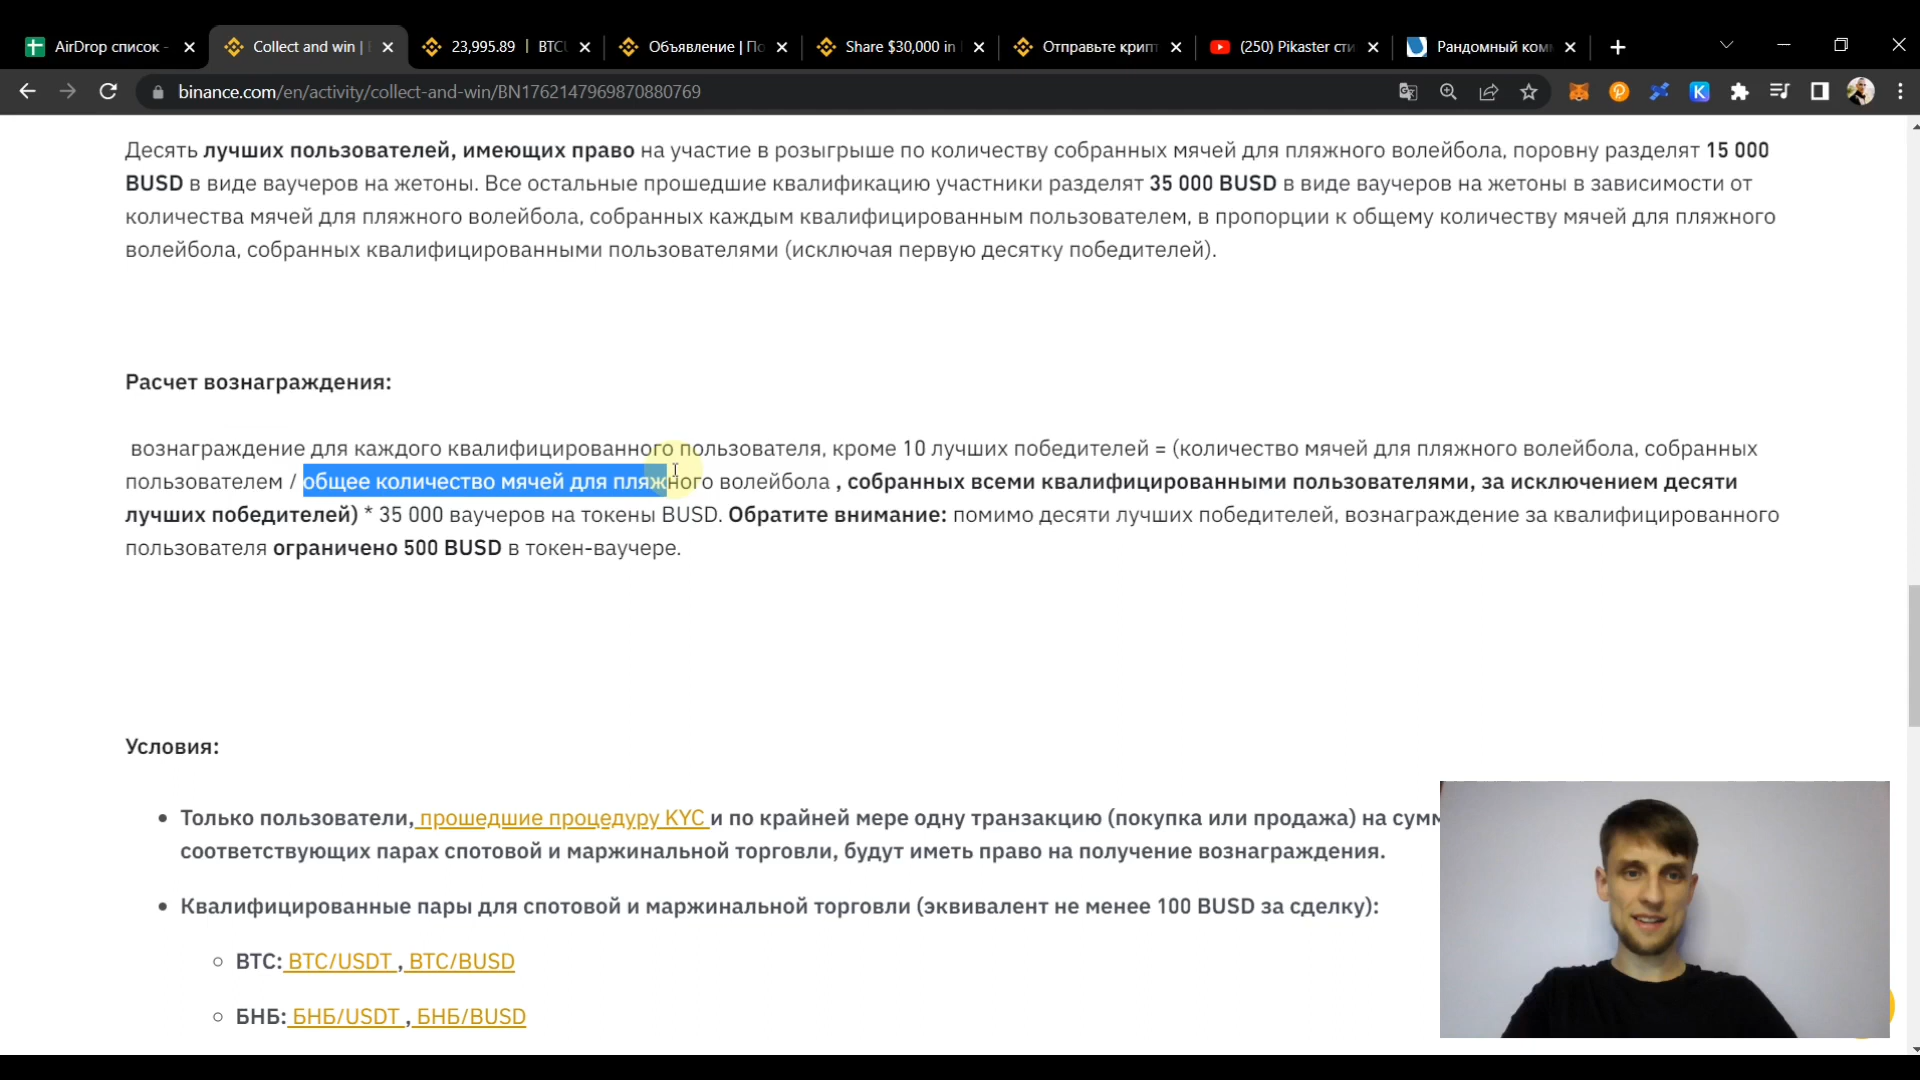 AirDrop список -
Collect and win |
23,995.89 | BTC
Объявление | По
Share $30,000 in
Отправьте крипт
(250) Pikaster сти
Рандомный ком
binance.com/en/activity/collect-and-win/BN1762147969870880769
Десять лучших пользователей, имеющих право на участие в розыгрыше по количеству собранных мячей для пляжного волейбола, поровну разделят 15 000
BUSD в виде ваучеров на жетоны. Все остальные прошедшие квалификацию участники разделят 35 000 BUSD в виде ваучеров на жетоны в зависимости от
количества мячей для пляжного волейбола, собранных каждым квалифицированным пользователем, в пропорции к общему количеству мячей для пляжного
волейбола, собранных квалифицированными пользователями (исключая первую десятку победителей).
Расчет вознаграждения:
вознаграждение для каждого квалифицированного пользователя, кроме 10 лучших победителей = (количество мячей для пляжного волейбола, собранных
пользователем / общее количество мячей для пляжного волейбола , собранных всеми квалифицированными пользователями, за исключением десяти
лучших победителей) * 35 000 ваучеров на токены BUSD. Обратите внимание: помимо десяти лучших победителей, вознаграждение за квалифицированного
пользователя ограничено 500 BUSD в токен-ваучере.
Условия:
• Только пользователи, прошедшие процедуру KYC и по крайней мере одну транзакцию (покупка или продажа) на сумм
соответствующих парах спотовой и маржинальной торговли, будут иметь право на получение вознаграждения.
• Квалифицированные пары для спотовой и маржинальной торговли (эквивалент не менее 100 BUSD за сделку):
○ BTC: BTC/USDT , BTC/BUSD
○ БНБ: БНБ/USDT , БНБ/BUSD